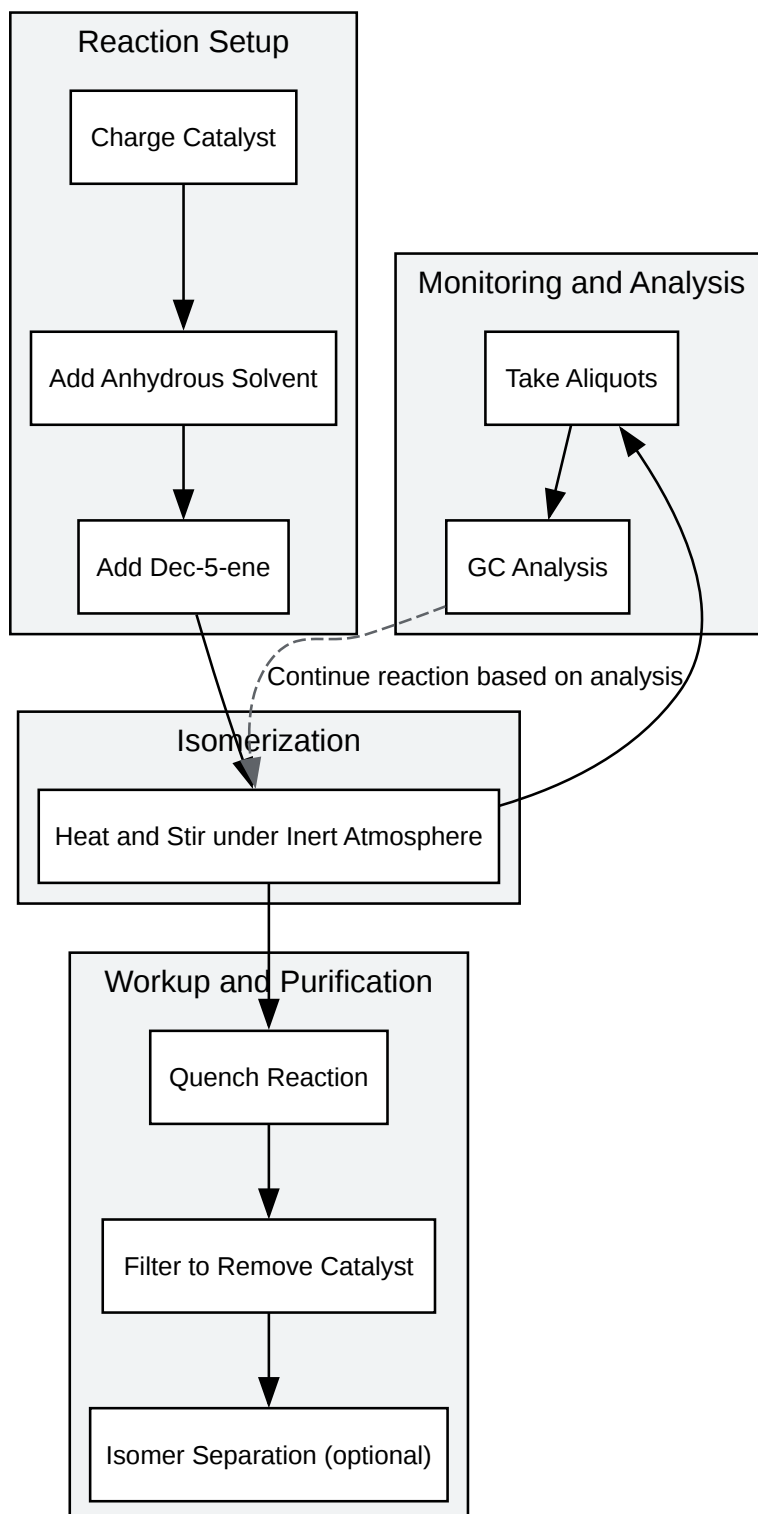 Reaction Setup
Charge Catalyst
Add Anhydrous Solvent
Add Dec-5-ene
Monitoring and Analysis
Take Aliquots
GC Analysis
Continue reaction based on analysis
Isomerization
Heat and Stir under Inert Atmosphere
Workup and Purification
Quench Reaction
Filter to Remove Catalyst
Isomer Separation (optional)